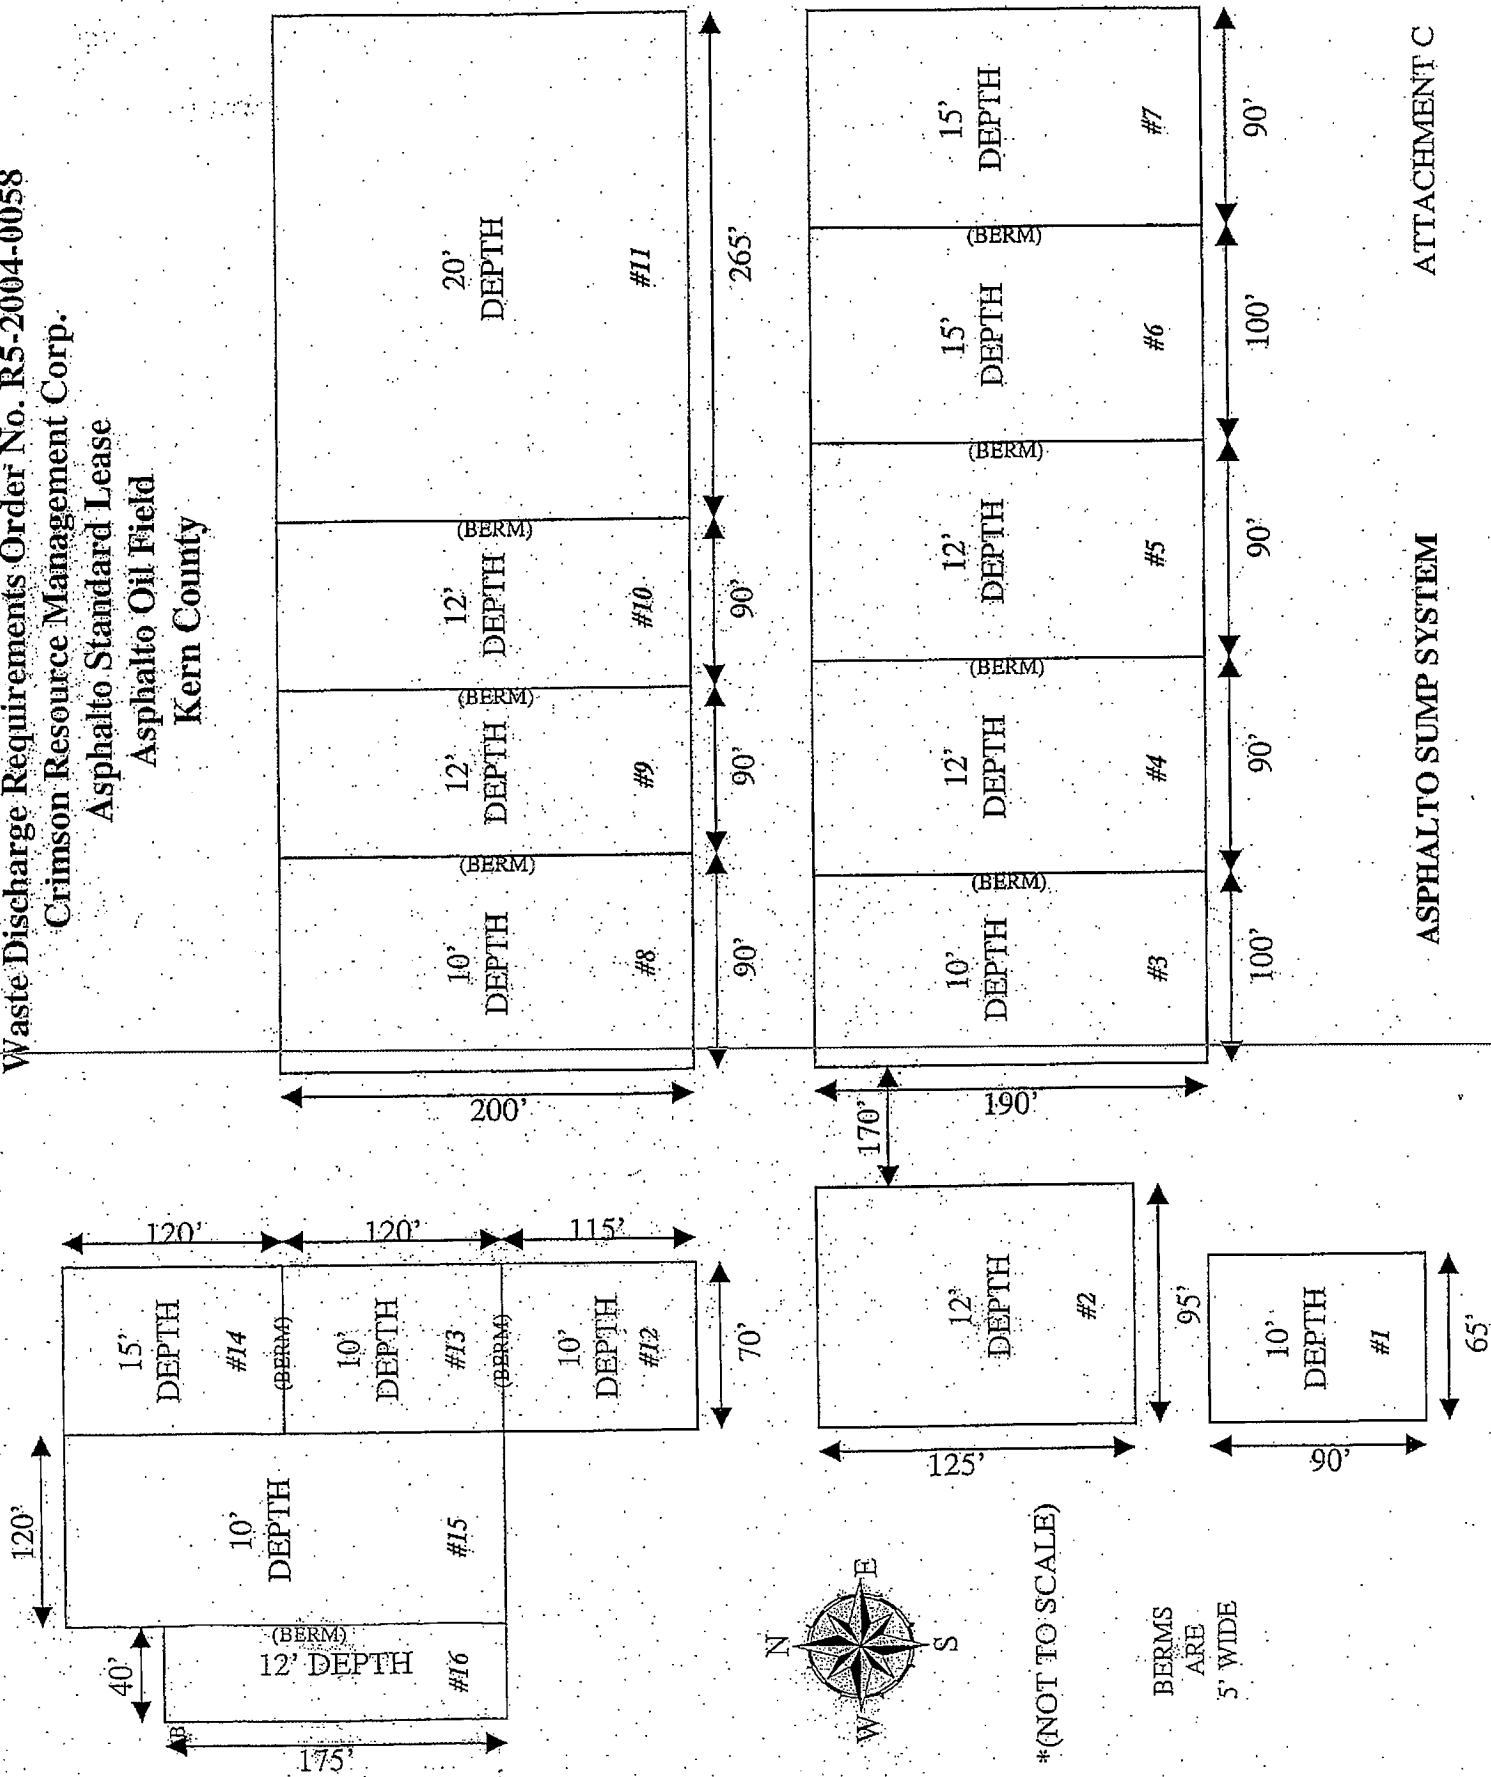 Waste Discharge Requirements Order No. R5-2004-0058
Crimson Resource Management Corp.
Asphalto Standard Lease
Asphalto Oil Field
Kern County
120'
40'
175'
B
12' DEPTH
(BERM)
#16
10'
DEPTH
#15
15'
DEPTH
#14
(BERM)
10'
DEPTH
#13
(BERM)
10'
DEPTH
#12
120'
120'
115'
70'
200'
10'
DEPTH
#8
(BERM)
12'
DEPTH
#9
(BERM)
12'
DEPTH
#10
(BERM)
20'
DEPTH
#11
90'
90'
90'
265'
N
W
E
S
*(NOT TO SCALE)
BERMS
ARE
5' WIDE
125'
12'
DEPTH
#2
95'
170'
90'
10'
DEPTH
#1
65'
190'
10'
DEPTH
#3
(BERM)
12'
DEPTH
#4
(BERM)
12'
DEPTH
#5
(BERM)
15'
DEPTH
#6
(BERM)
15'
DEPTH
#7
100'
90'
90'
100'
90'
ASPHALTO SUMP SYSTEM
ATTACHMENT C